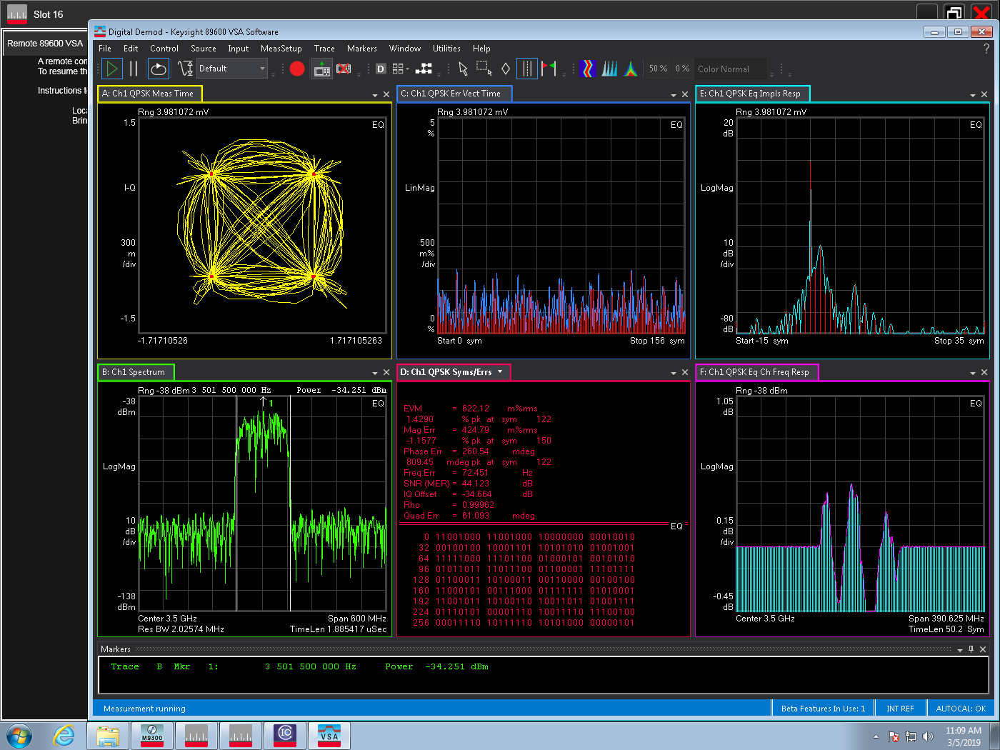 Slot 16
Remote 89600 VSA
A remote con
To resume th
Instructions to
Loca
Brin
Digital Demod - Keysight 89600 VSA Software
File Edit Control Source Input MeasSetup Trace Markers Window Utilities Help
?
Default
D
50 % 0 % Color Normal
A: Ch1 QPSK Meas Time
Rng 3.981072 mV
1.5
EQ
I-Q
300
m
/div
-1.5
-1.717105263
1.717105263
C: Ch1 QPSK Err Vect Time
Rng 3.981072 mV
5
%
EQ
LinMag
500
m%
/div
0
%
Start 0 sym
Stop 156 sym
E: Ch1 QPSK Eq Impls Resp
Rng 3.981072 mV
20
dB
EQ
LogMag
10
dB
/div
-80
dB
Start -15 sym
Stop 35 sym
B: Ch1 Spectrum
Rng -38 dBm 3 501 500 000 Hz Power -34.251 dBm
-38
dBm
1
EQ
LogMag
10
dB
/div
-138
dBm
Center 3.5 GHz
Span 600 MHz
Res BW 2.02574 MHz
TimeLen 1.885417 uSec
D: Ch1 QPSK Syms/Errs
EVM = 622.12 m%rms
1.4290 % pk at sym 122
Mag Err = 424.79 m%rms
-1.1577 % pk at sym 150
Phase Err = 260.54 mdeg
809.45 mdeg pk at sym 122
Freq Err = 72.451 Hz
SNR (MER) = 44.123 dB
IQ Offset = -34.664 dB
Rho = 0.99962
Quad Err = 61.093 mdeg
EQ
0 11001000 11001000 10000000 00010010
32 00100100 10001101 10101010 01001001
64 11111000 11101100 01000101 00101010
96 01011011 11011100 01100001 11101111
128 01100011 10100011 00110000 00100100
160 11000101 00111000 01111111 01010001
192 11001011 10100100 10011011 01001111
224 01110101 00001110 10011110 11100100
256 00011110 10111110 10101000 00000101
F: Ch1 QPSK Eq Ch Freq Resp
Rng -38 dBm
1.05
dB
EQ
LogMag
0.15
dB
/div
-0.45
dB
Center 3.5 GHz
Span 390.625 MHz
TimeLen 50.2 Sym
Markers
Trace B Mkr 1: 3 501 500 000 Hz Power -34.251 dBm
Measurement running
Beta Features In Use: 1
INT REF
AUTOCAL: OK
M9300
IC
VSA
11:09 AM
3/5/2019